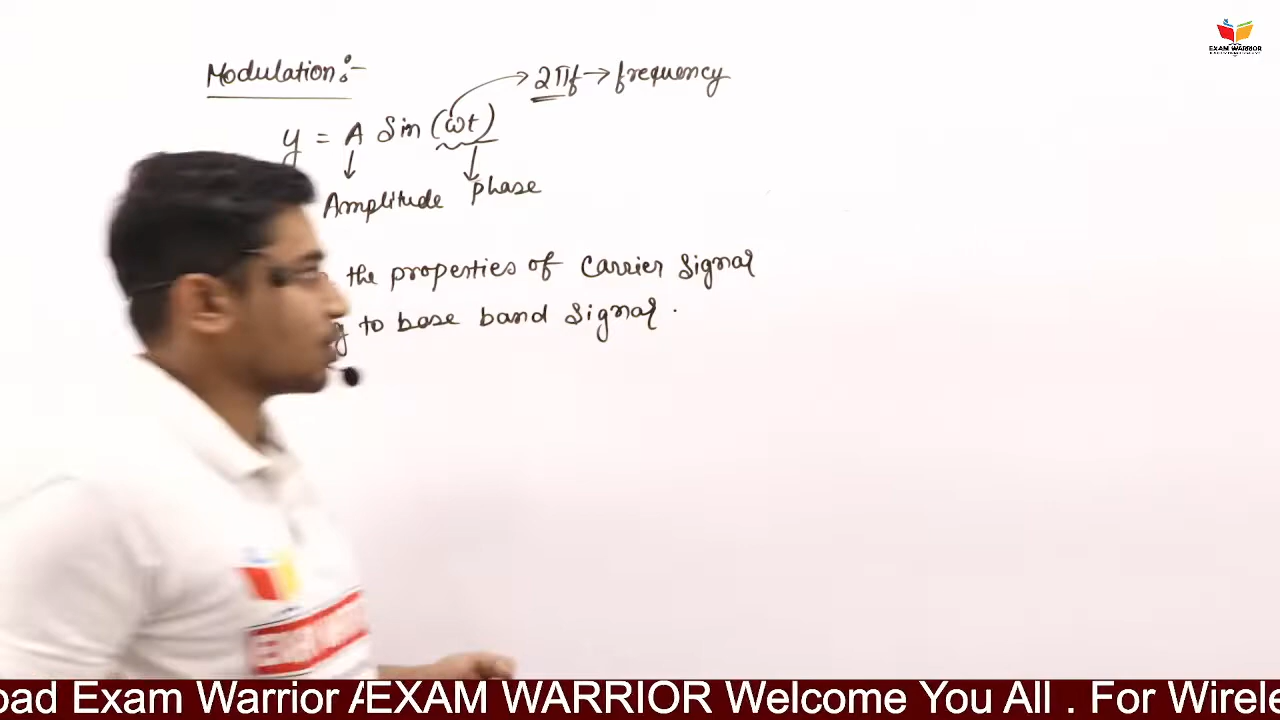 EXAM WARRIOR
Modulation:-
→ 2πf → frequency
y = A Sin (ωt)
Amplitude phase
the properties of carrier signal
to base band signal.
oad Exam Warrior A EXAM WARRIOR Welcome You All . For Wirele